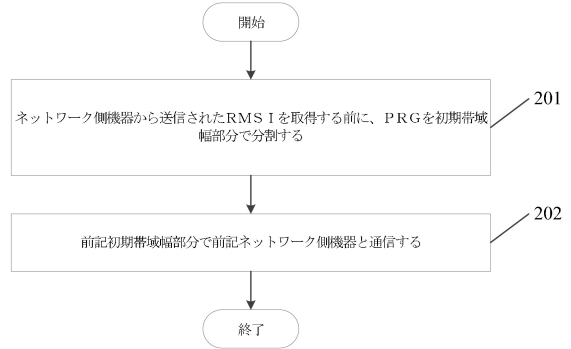 開始
ネットワーク側機器から送信されたRMSIを取得する前に、PRGを初期帯域
幅部分で分割する
201
前記初期帯域幅部分で前記ネットワーク側機器と通信する
202
終了